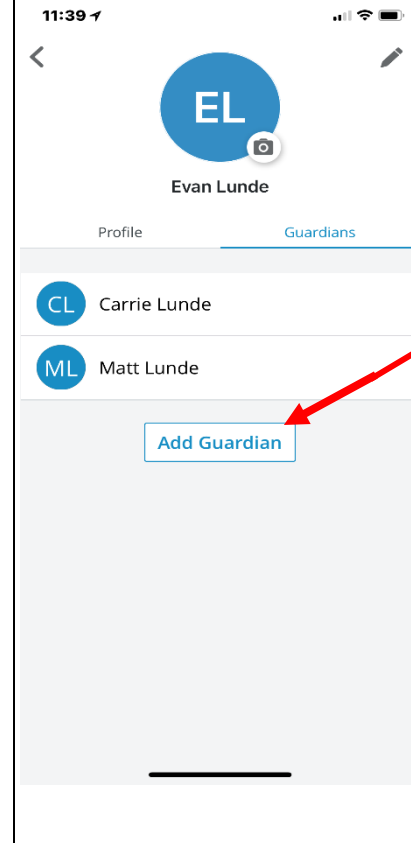 11:39
EL
Evan Lunde
Profile Guardians
CL Carrie Lunde
ML Matt Lunde
Add Guardian